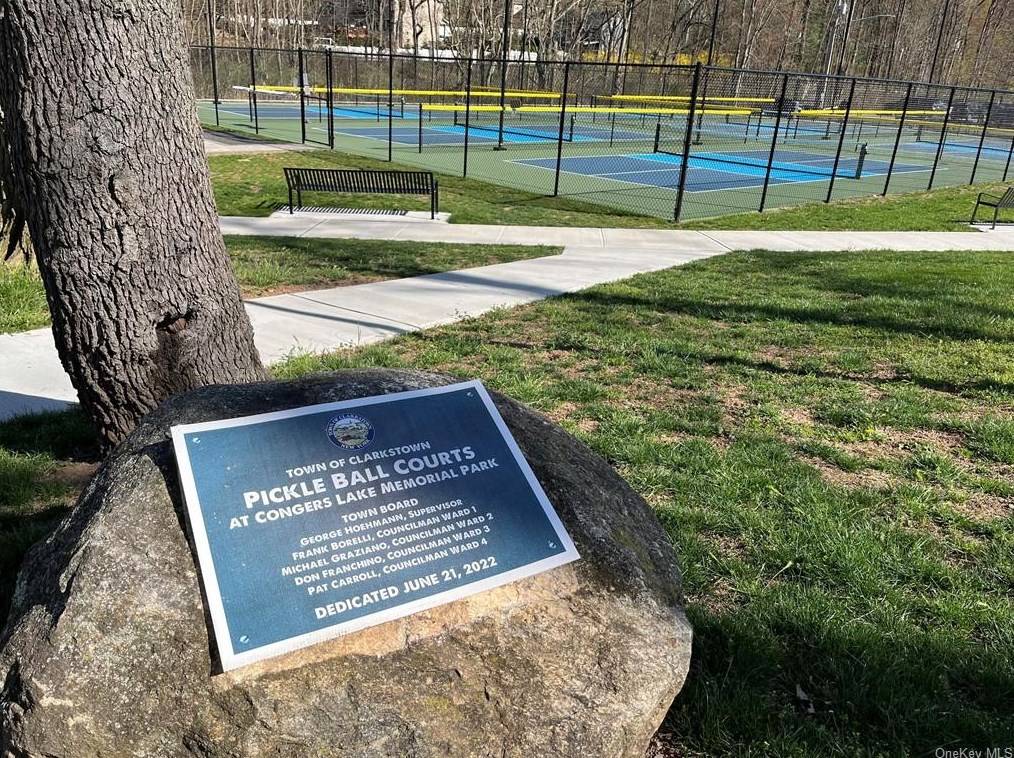 TOWN OF CLARKSTOWN
PICKLE BALL COURTS
AT CONGERS LAKE MEMORIAL PARK
TOWN BOARD
GEORGE HOEHMANN, SUPERVISOR
FRANK BORELLI, COUNCILMAN WARD 1
MICHAEL GRAZIANO, COUNCILMAN WARD 2
DON FRANCHINO, COUNCILMAN WARD 3
PAT CARROLL, COUNCILMAN WARD 4
DEDICATED JUNE 21, 2022
OneKey MLS